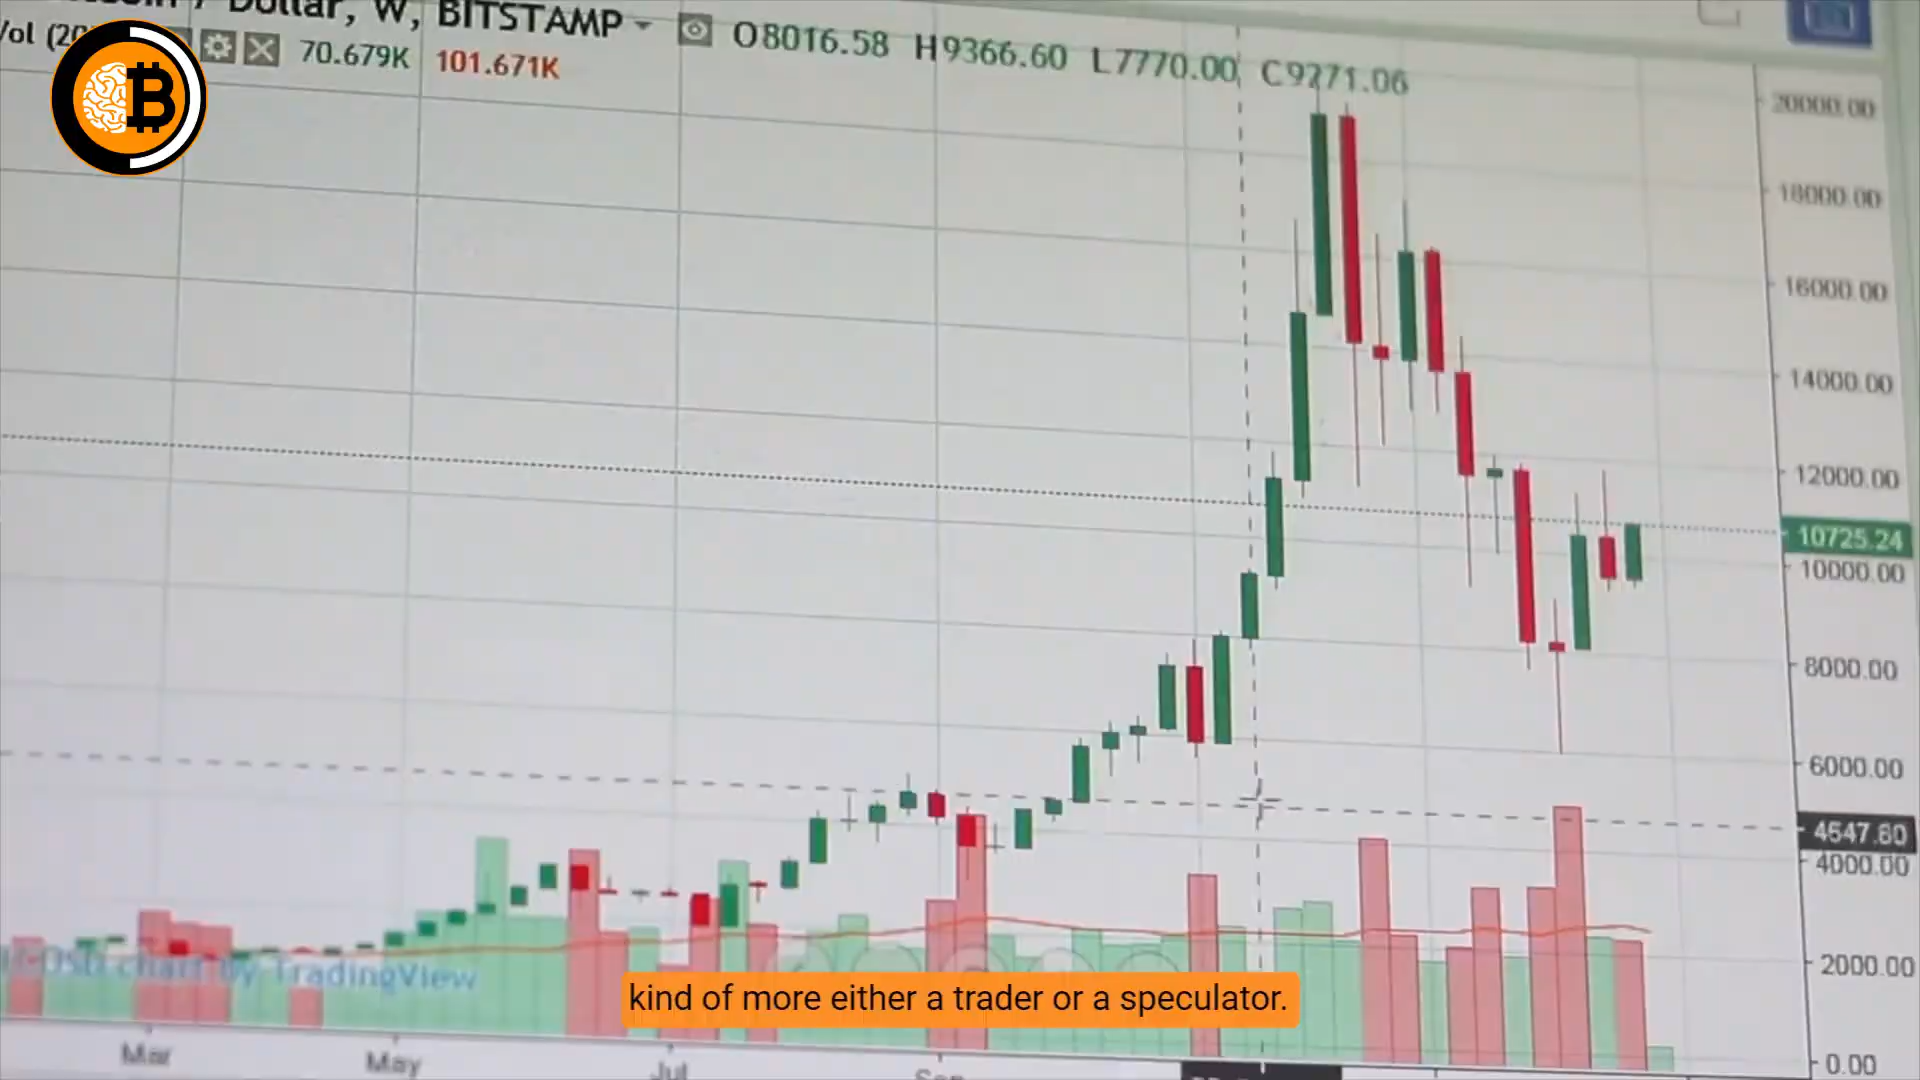 Dollar, W, BITSTAMP O8016.58 H9366.60 L7770.00 C9271.06
70.679K 101.671K
20000.00
18000.00
16000.00
14000.00
12000.00
10725.24
10000.00
8000.00
6000.00
4547.80
4000.00
2000.00
0.00
chart by TradingView
kind of more either a trader or a speculator.
Mar May Jul Sep